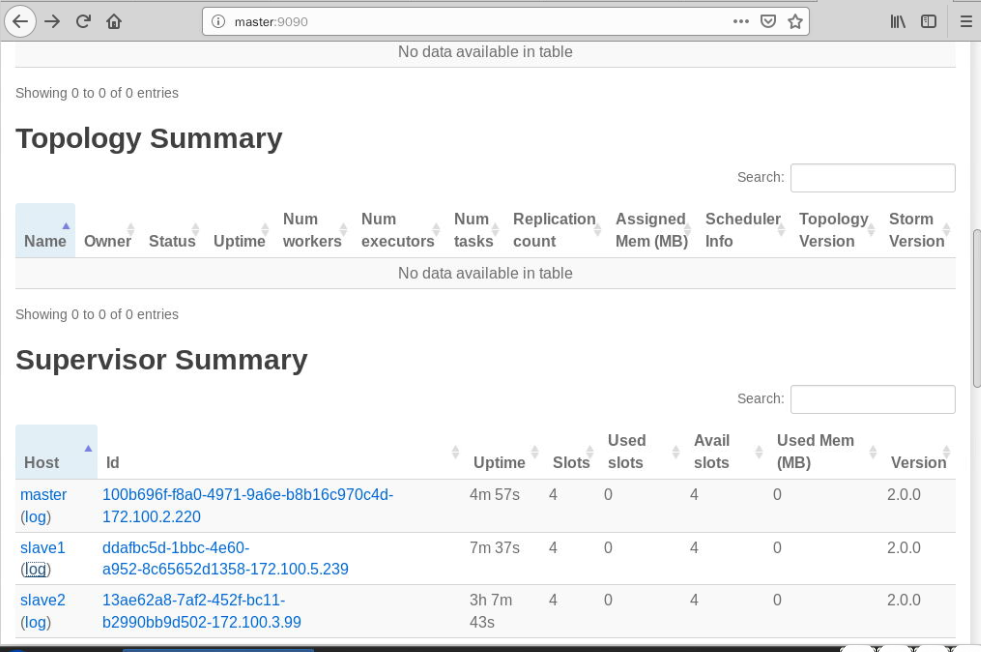 master:9090
No data available in table
Showing 0 to 0 of 0 entries
Topology Summary
Search:
Name Owner Status Uptime Num workers Num executors Num tasks Replication count Assigned Mem (MB) Scheduler Info Topology Version Storm Version
No data available in table
Showing 0 to 0 of 0 entries
Supervisor Summary
Search:
Host Id Uptime Slots Used slots Avail slots Used Mem (MB) Version
master 100b696f-f8a0-4971-9a6e-b8b16c970c4d- 4m 57s 4 0 4 0 2.0.0
(log) 172.100.2.220
slave1 ddafbc5d-1bbc-4e60- 7m 37s 4 0 4 0 2.0.0
(log) a952-8c65652d1358-172.100.5.239
slave2 13ae62a8-7af2-452f-bc11- 3h 7m 4 0 4 0 2.0.0
(log) b2990bb9d502-172.100.3.99 43s